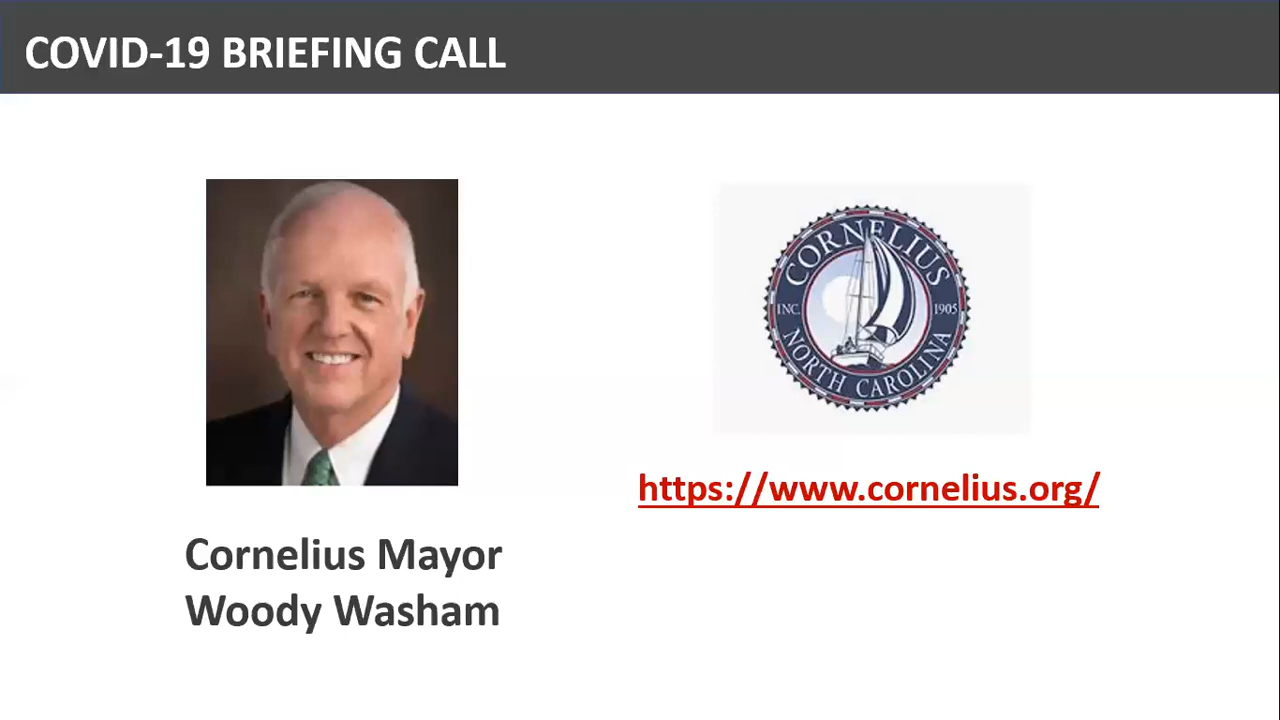 COVID-19 BRIEFING CALL
CORNELIUS
INC. 1905
NORTH CAROLINA
https://www.cornelius.org/
Cornelius Mayor
Woody Washam